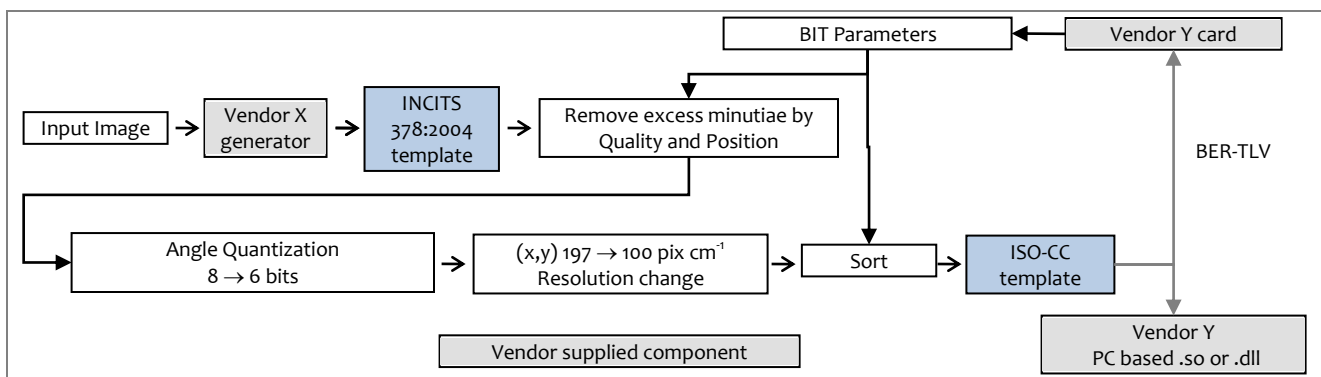 BIT Parameters
Vendor Y card
Input Image
Vendor X
generator
INCITS
378:2004
template
Remove excess minutiae by
Quality and Position
BER-TLV
Angle Quantization
8 → 6 bits
(x,y) 197 → 100 pix cm⁻¹
Resolution change
Sort
ISO-CC
template
Vendor Y
PC based .so or .dll
Vendor supplied component